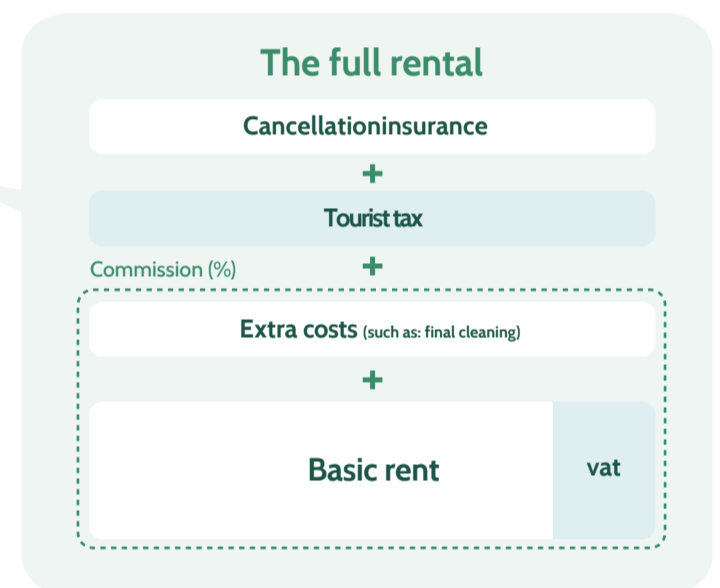 The full rental
Cancellationinsurance
+
Tourist tax
+
Commission (%)
Extra costs (such as: final cleaning)
+
Basic rent
vat